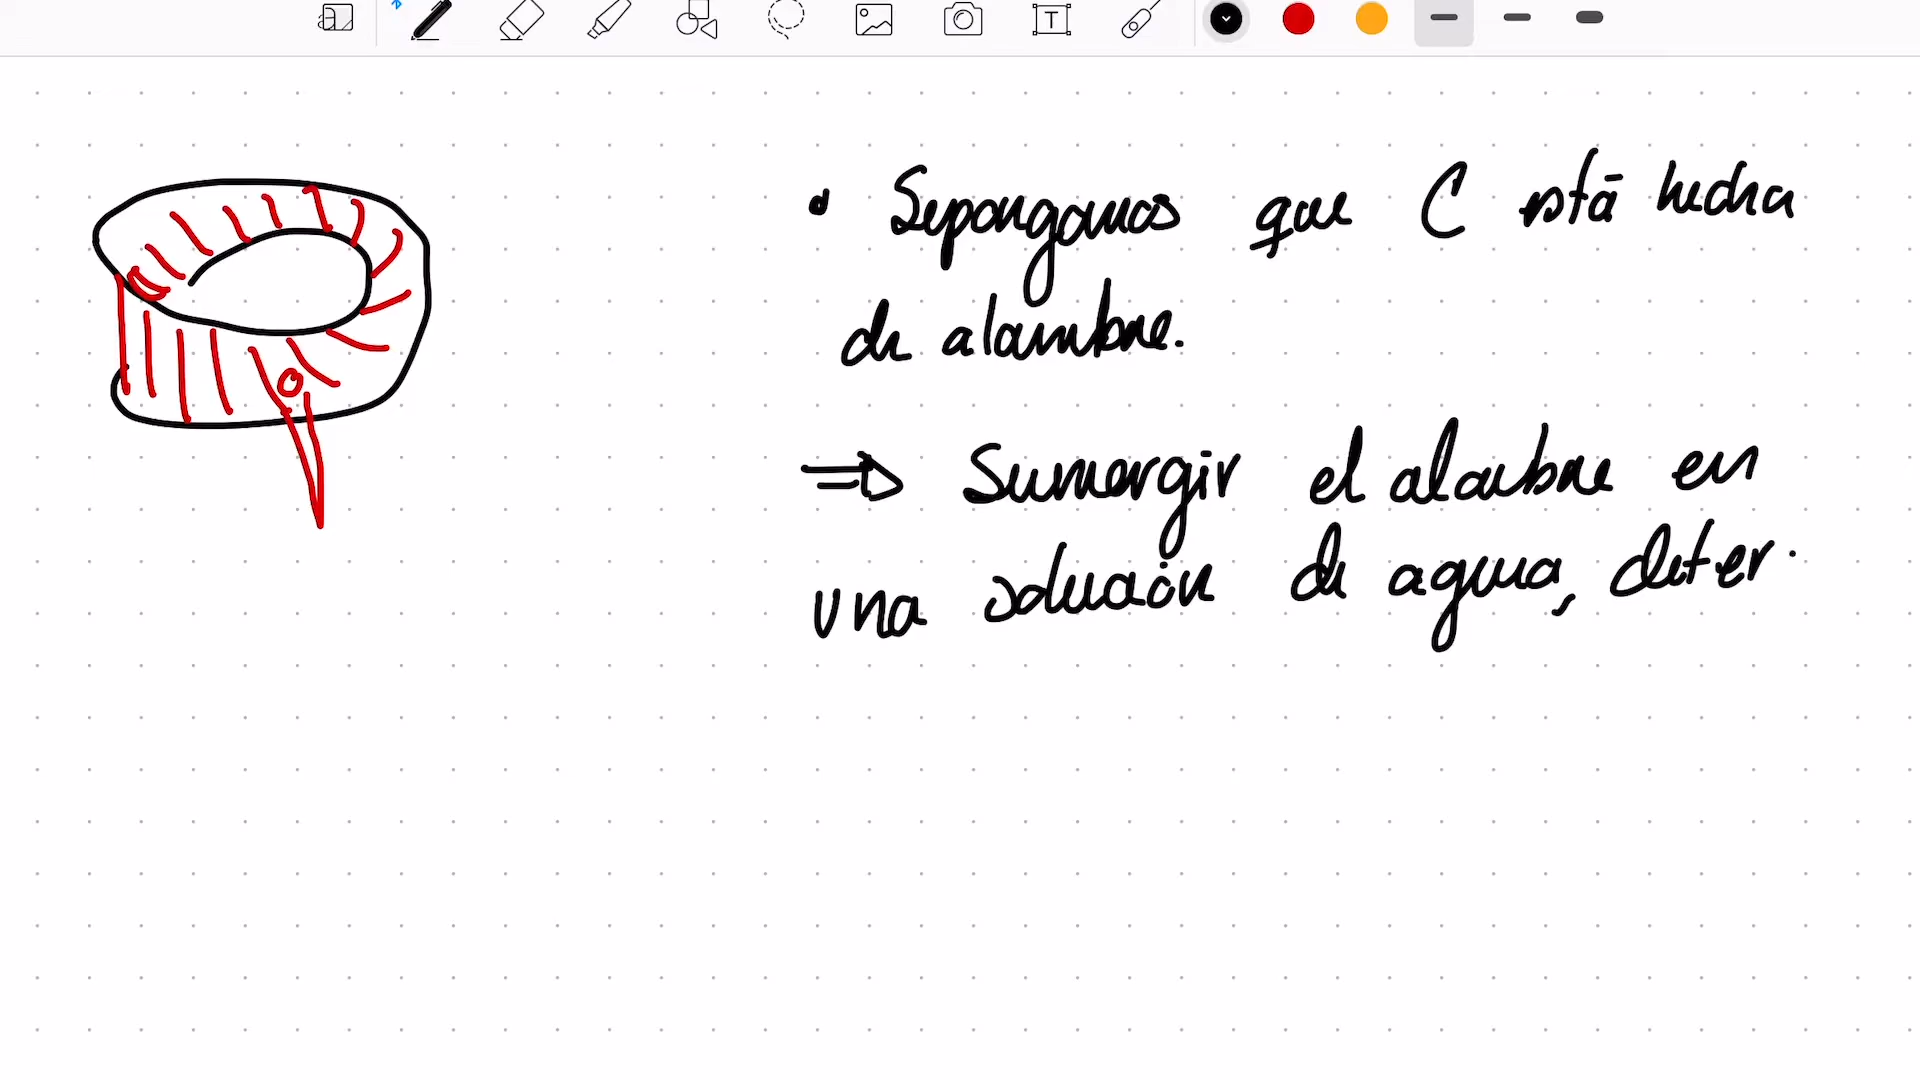 • Supongamos que C está hecha
de alambre.
⇒ Sumergir el alambre en
una solución de agua, deter.